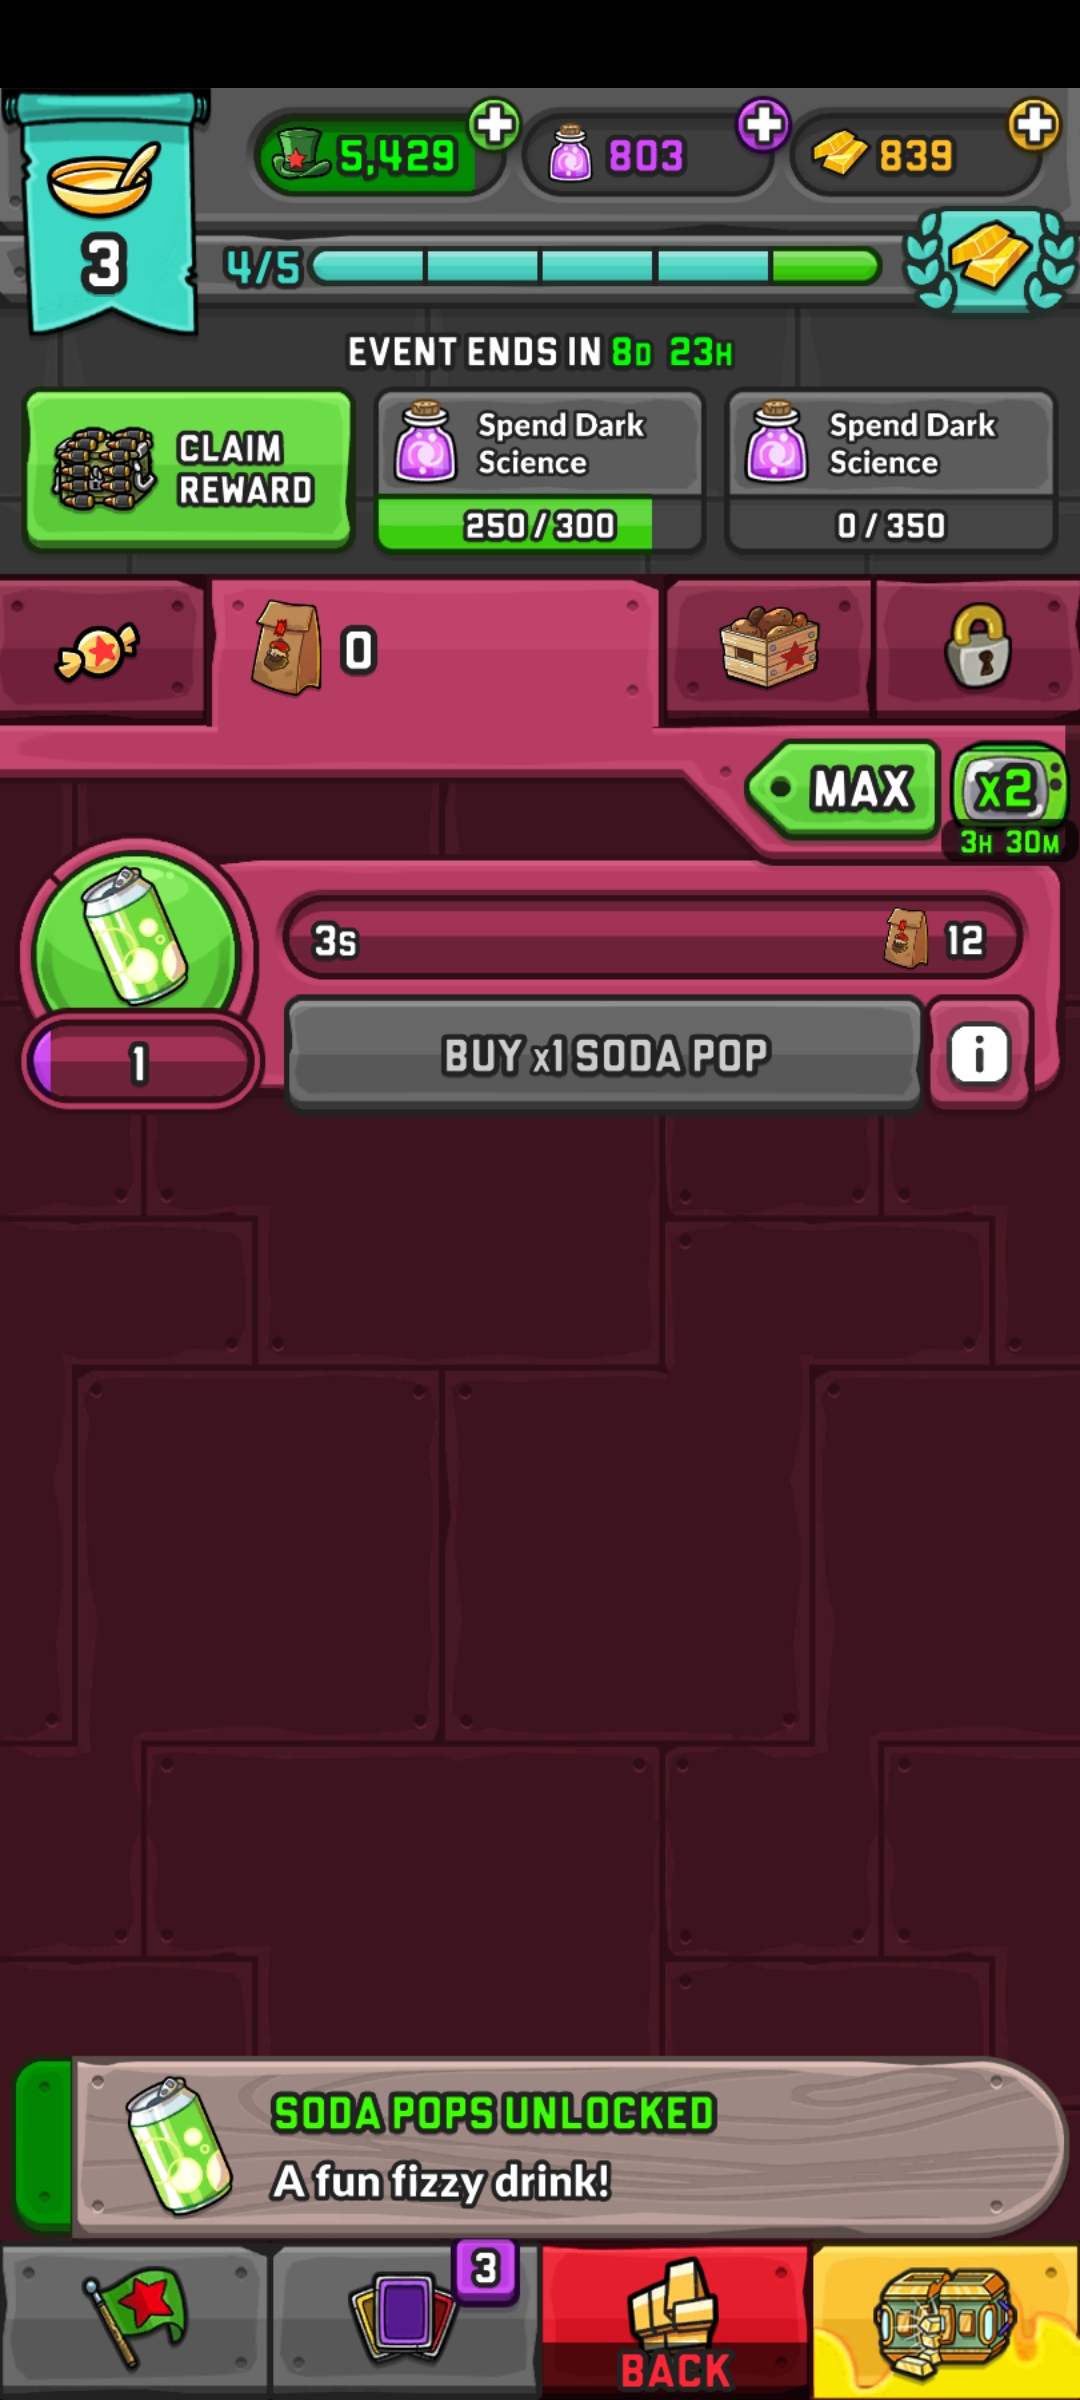 5,429
803
839
3
4/5
EVENT ENDS IN 8D 23H
CLAIM
REWARD
Spend Dark
Science
250 / 300
Spend Dark
Science
0 / 350
0
MAX
x2
3H 30M
3s
12
1
BUY x1 SODA POP
i
SODA POPS UNLOCKED
A fun fizzy drink!
3
BACK